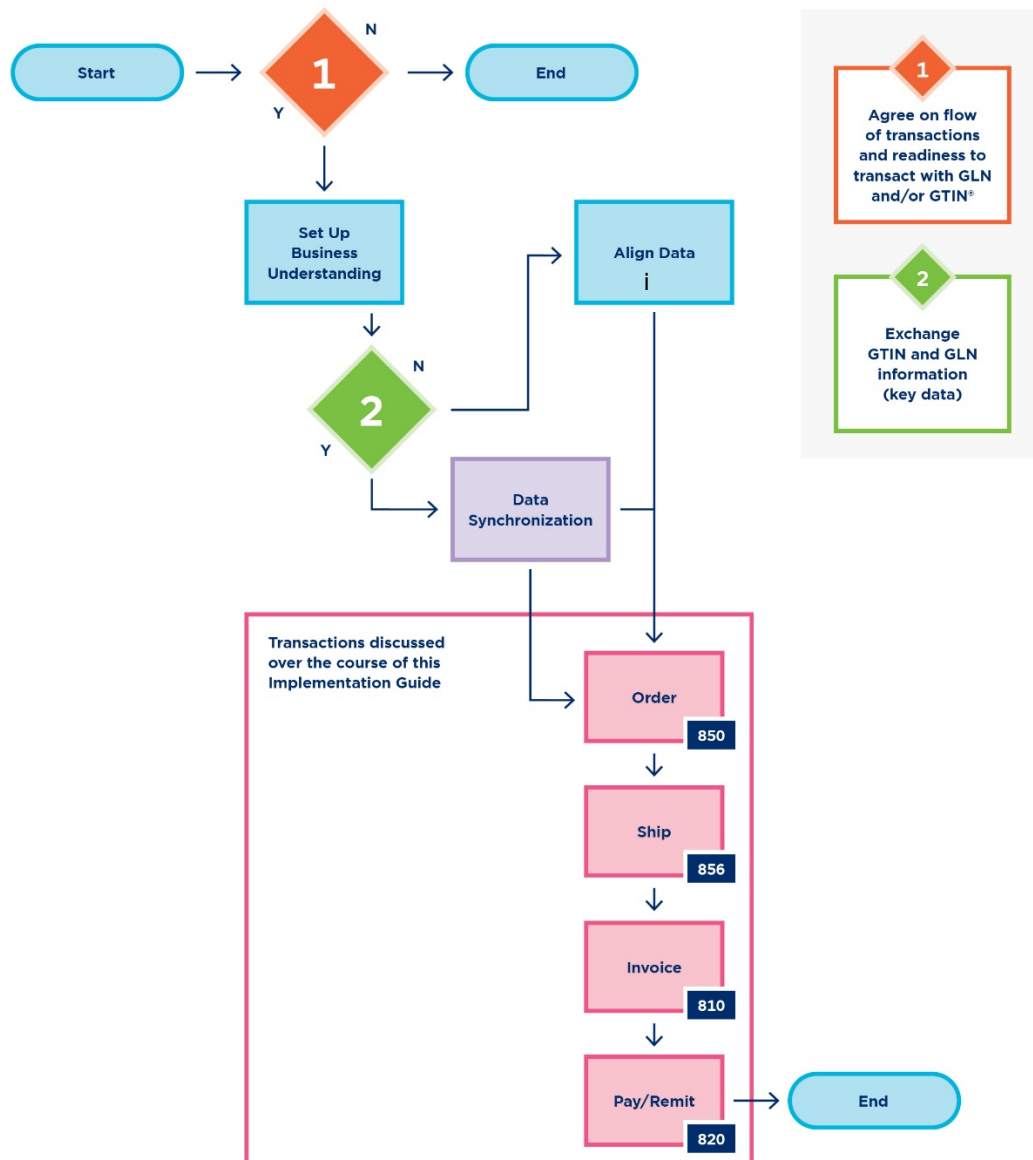 N
Start
1
End
Y
1
Agree on flow
of transactions
and readiness to
transact with GLN
and/or GTIN®
Set Up
Business
Understanding
Align Data
i
2
Exchange
GTIN and GLN
information
(key data)
N
2
Y
Data
Synchronization
Transactions discussed
over the course of this
Implementation Guide
Order
850
Ship
856
Invoice
810
Pay/Remit
820
End